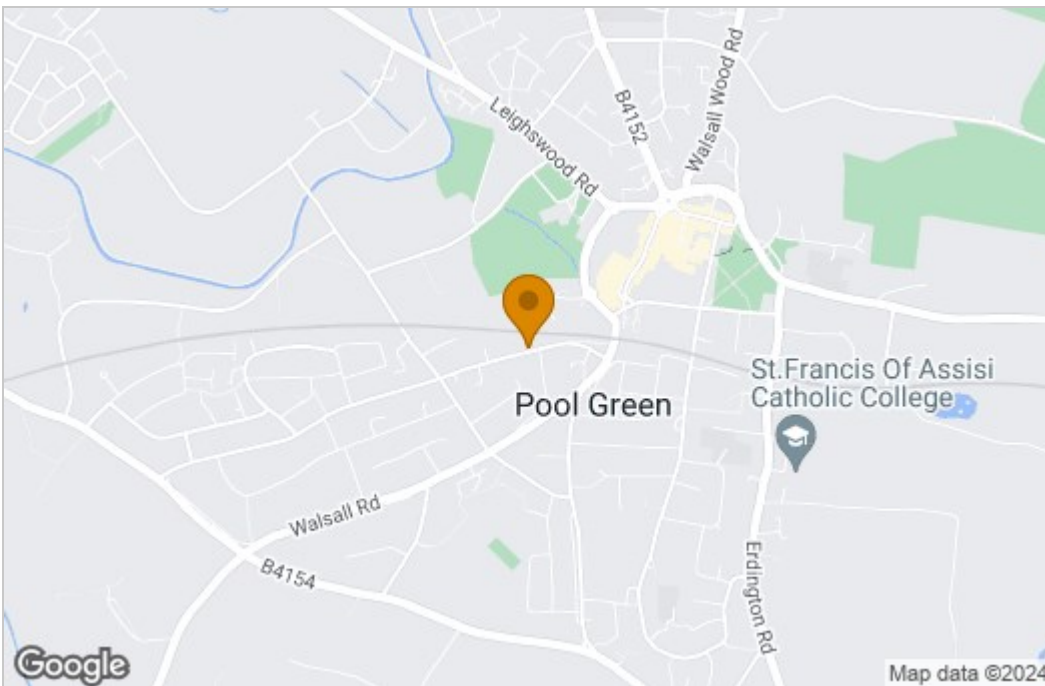 Leighswood Rd
B4152
Walsall Wood Rd
St.Francis Of Assisi
Catholic College
Pool Green
Walsall Rd
B4154
Erdington Rd
Google
Map data ©2024